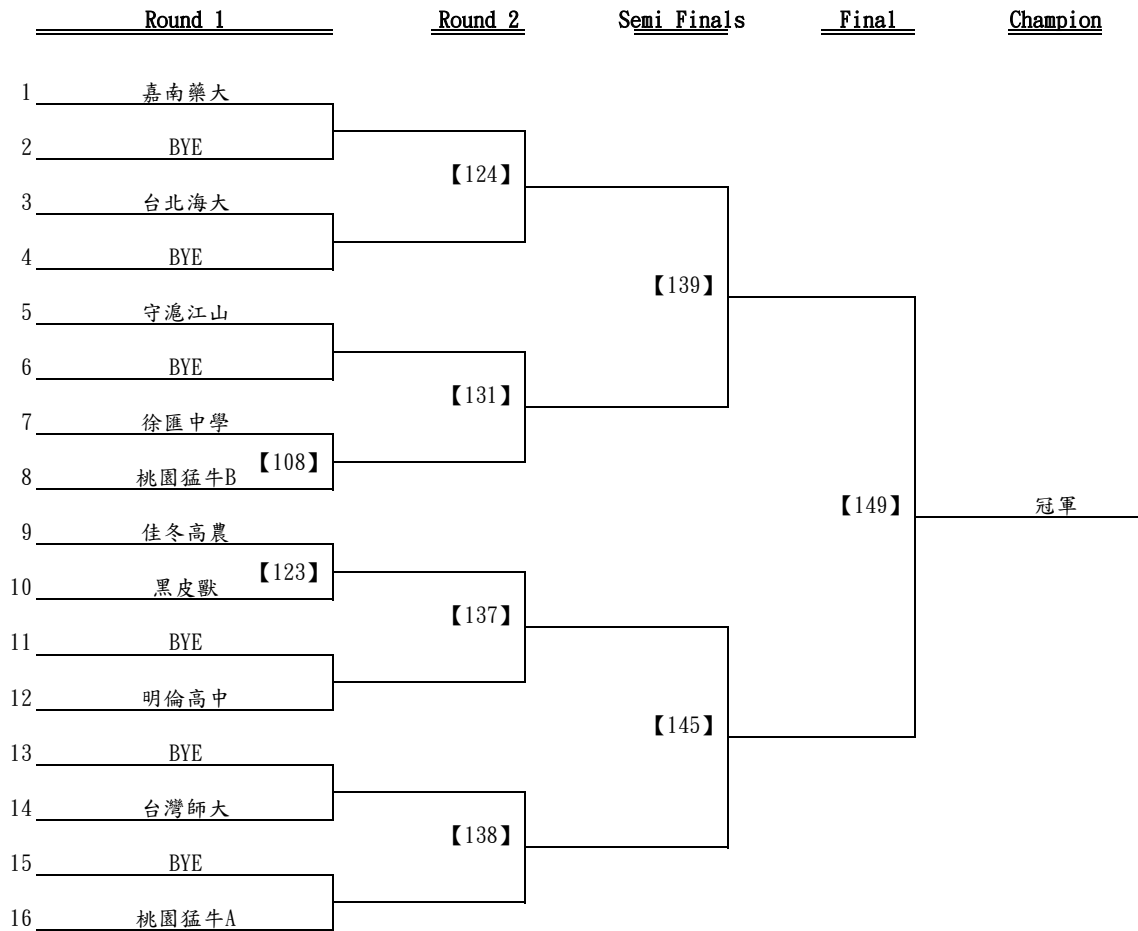 Round 1 Round 2 Semi Finals Final Champion
1 嘉南藥大
2 BYE
【124】
3 台北海大
4 BYE
【139】
5 守滬江山
6 BYE
【131】
7 徐匯中學
【108】
8 桃園猛牛B
【149】 冠軍
9 佳冬高農
【123】
10 黑皮獸
【137】
11 BYE
12 明倫高中
【145】
13 BYE
14 台灣師大
【138】
15 BYE
16 桃園猛牛A